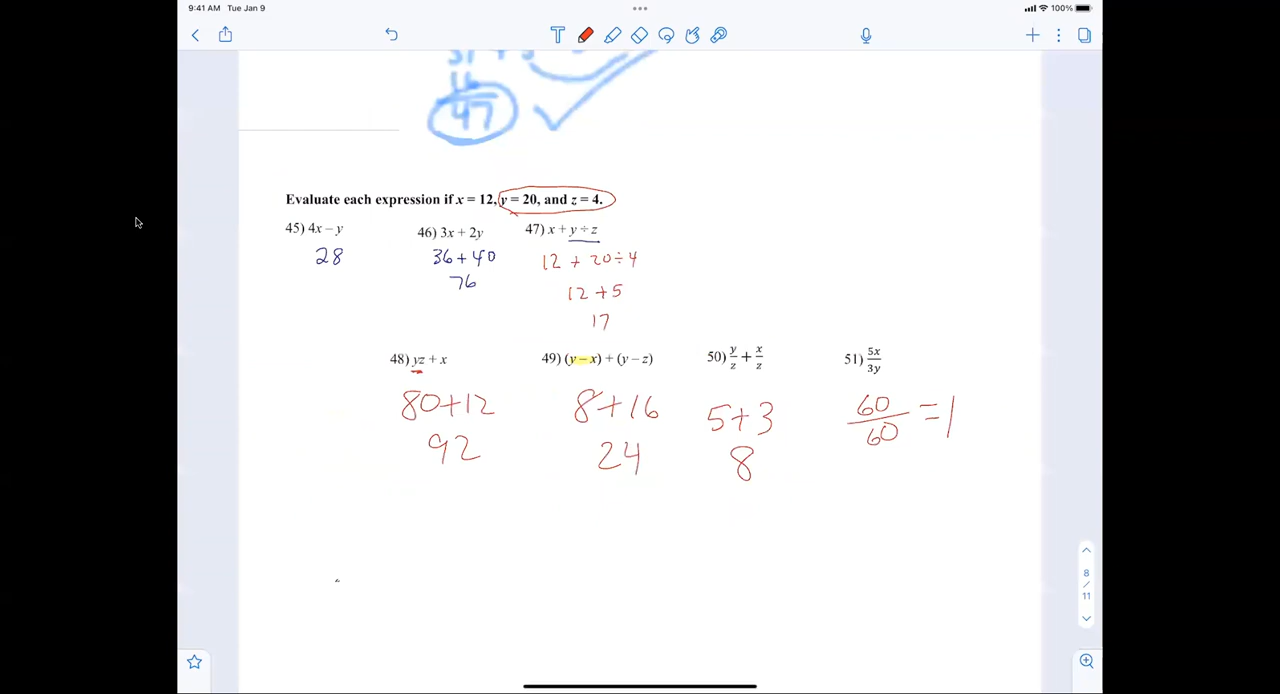 9:41 AM Tue Jan 9
100%
47
Evaluate each expression if x = 12, y = 20, and z = 4.
45) 4x – y
46) 3x + 2y
47) x + y ÷ z
28
36 + 40
12 + 20 ÷ 4
76
12 + 5
17
48) yz + x
49) (y – x) + (y – z)
50) y/z + x/z
51) 5x/3y
80+12
8+16
5+3
60/60 = 1
92
24
8
8
/
11